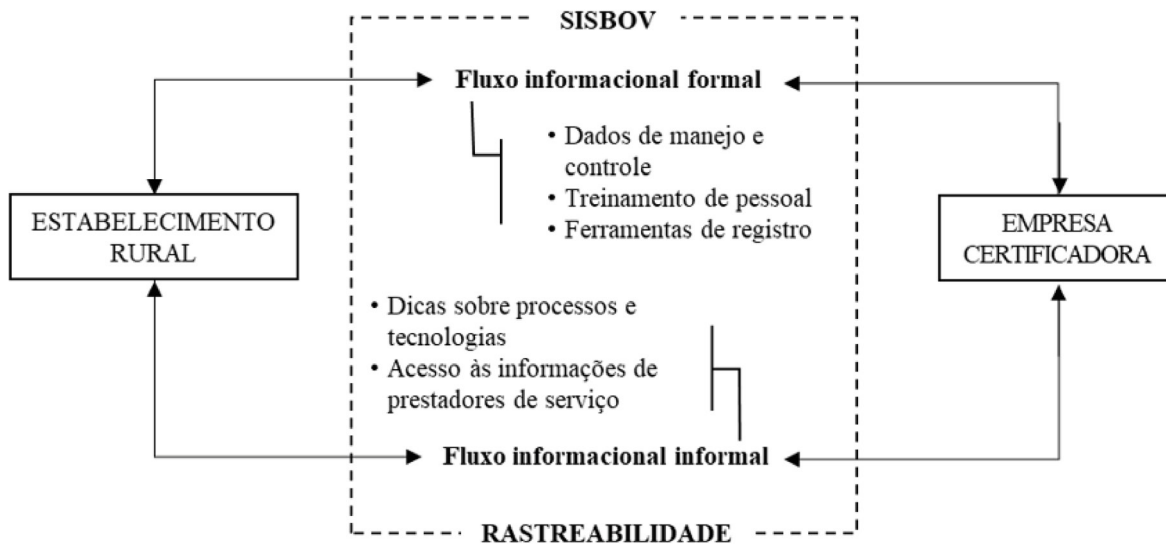 SISBOV
Fluxo informacional formal
• Dados de manejo e
controle
• Treinamento de pessoal
• Ferramentas de registro
ESTABELECIMENTO
RURAL
EMPRESA
CERTIFICADORA
• Dicas sobre processos e
tecnologias
• Acesso às informações de
prestadores de serviço
Fluxo informacional informal
RASTREABILIDADE